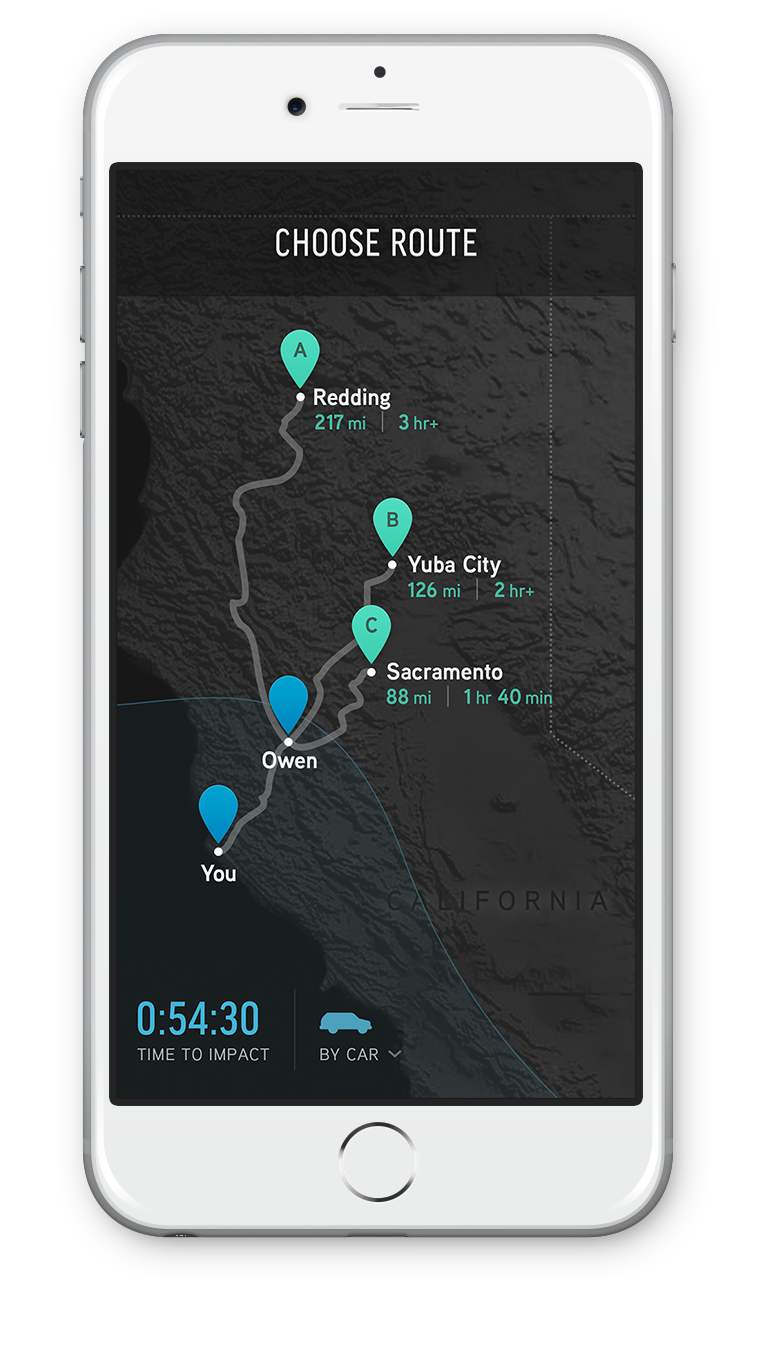 CHOOSE ROUTE
A
Redding
217 mi | 3 hr+
B
Yuba City
126 mi | 2 hr+
C
Sacramento
88 mi | 1 hr 40 min
Owen
You
CALIFORNIA
0:54:30
TIME TO IMPACT
BY CAR